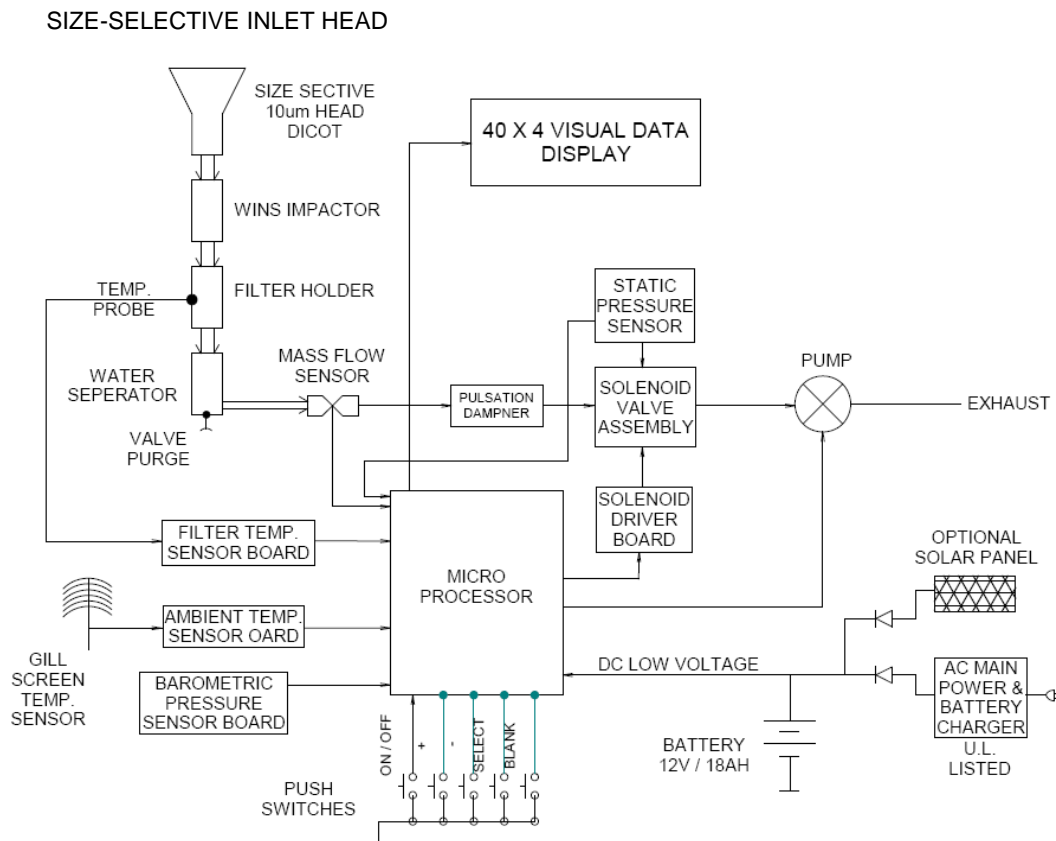 SIZE-SELECTIVE INLET HEAD
SIZE SECTIVE
10um HEAD
DICOT
40 X 4 VISUAL DATA
DISPLAY
WINS IMPACTOR
TEMP.
PROBE
FILTER HOLDER
STATIC
PRESSURE
SENSOR
MASS FLOW
SENSOR
PUMP
WATER
SEPERATOR
PULSATION
DAMPNER
SOLENOID
VALVE
ASSEMBLY
EXHAUST
VALVE
PURGE
SOLENOID
DRIVER
BOARD
FILTER TEMP.
SENSOR BOARD
OPTIONAL
SOLAR PANEL
MICRO
PROCESSOR
AMBIENT TEMP.
SENSOR OARD
GILL
SCREEN
TEMP.
SENSOR
DC LOW VOLTAGE
AC MAIN
POWER &
BATTERY
CHARGER
U.L.
LISTED
BAROMETRIC
PRESSURE
SENSOR BOARD
ON / OFF
+
-
SELECT
BLANK
BATTERY
12V / 18AH
PUSH
SWITCHES